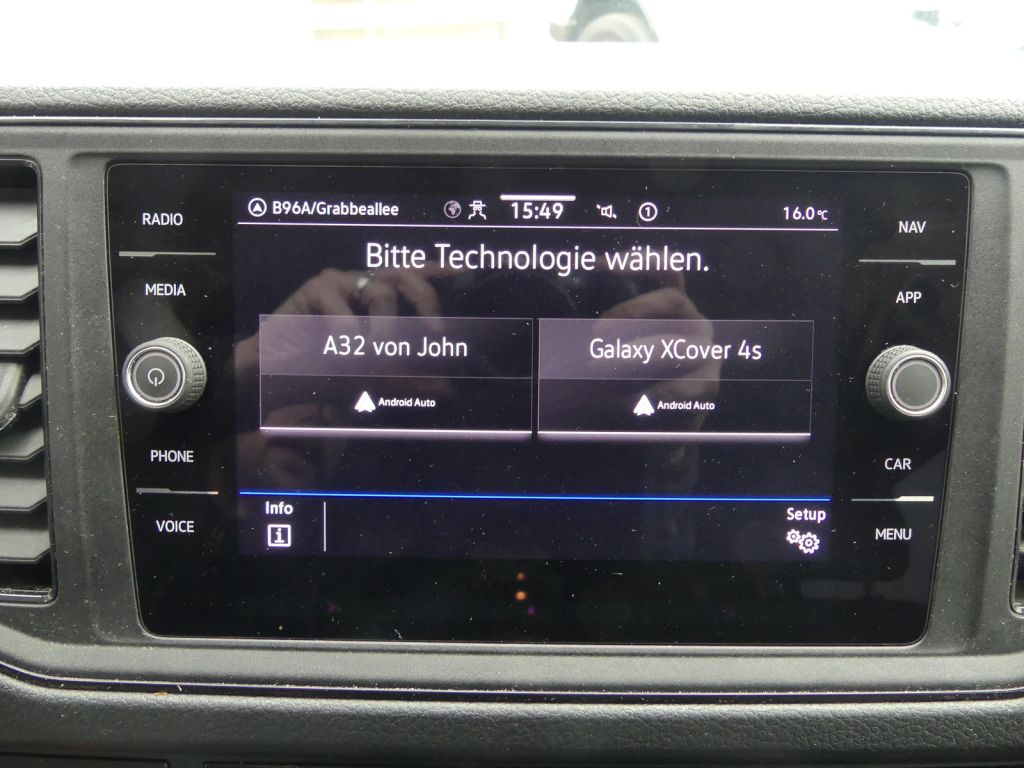 RADIO
MEDIA
PHONE
VOICE
B96A/Grabbeallee 15:49 1 16.0°C
Bitte Technologie wählen.
A32 von John
Android Auto
Galaxy XCover 4s
Android Auto
Info
i
Setup
NAV
APP
CAR
MENU